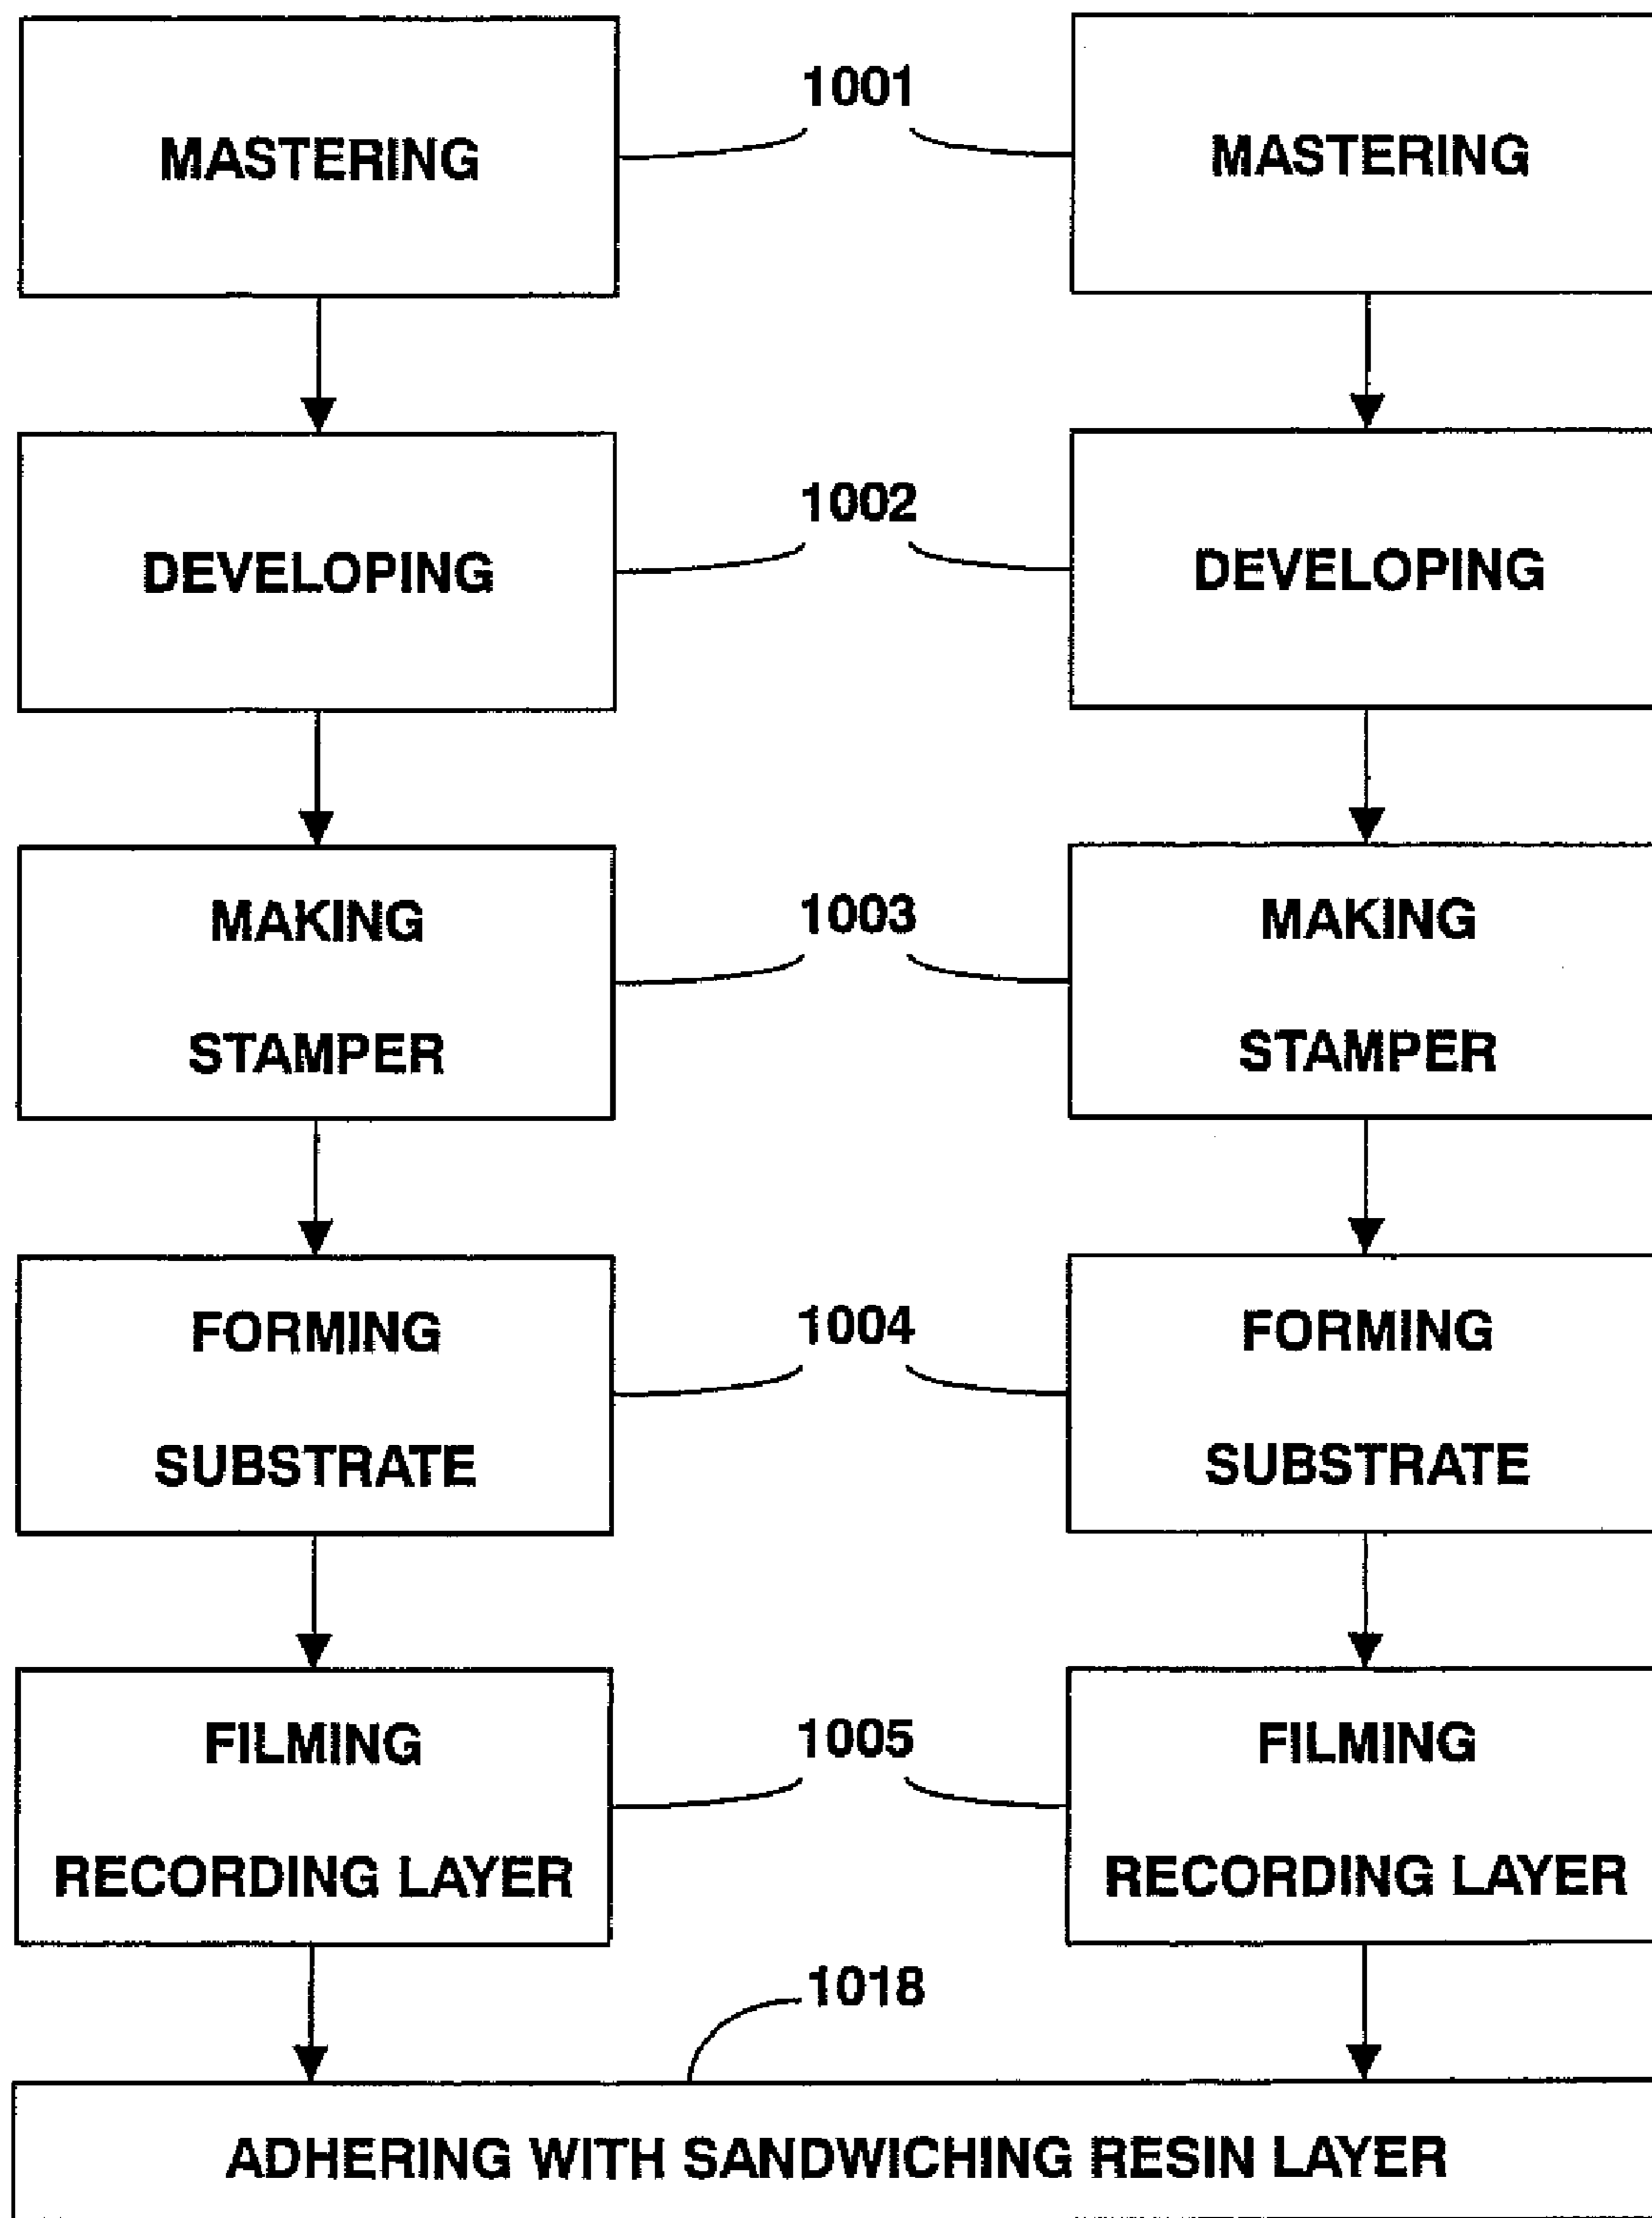 MASTERING
1001
MASTERING
DEVELOPING
1002
DEVELOPING
MAKING
STAMPER
1003
MAKING
STAMPER
FORMING
SUBSTRATE
1004
FORMING
SUBSTRATE
FILMING
RECORDING LAYER
1005
FILMING
RECORDING LAYER
1018
ADHERING WITH SANDWICHING RESIN LAYER